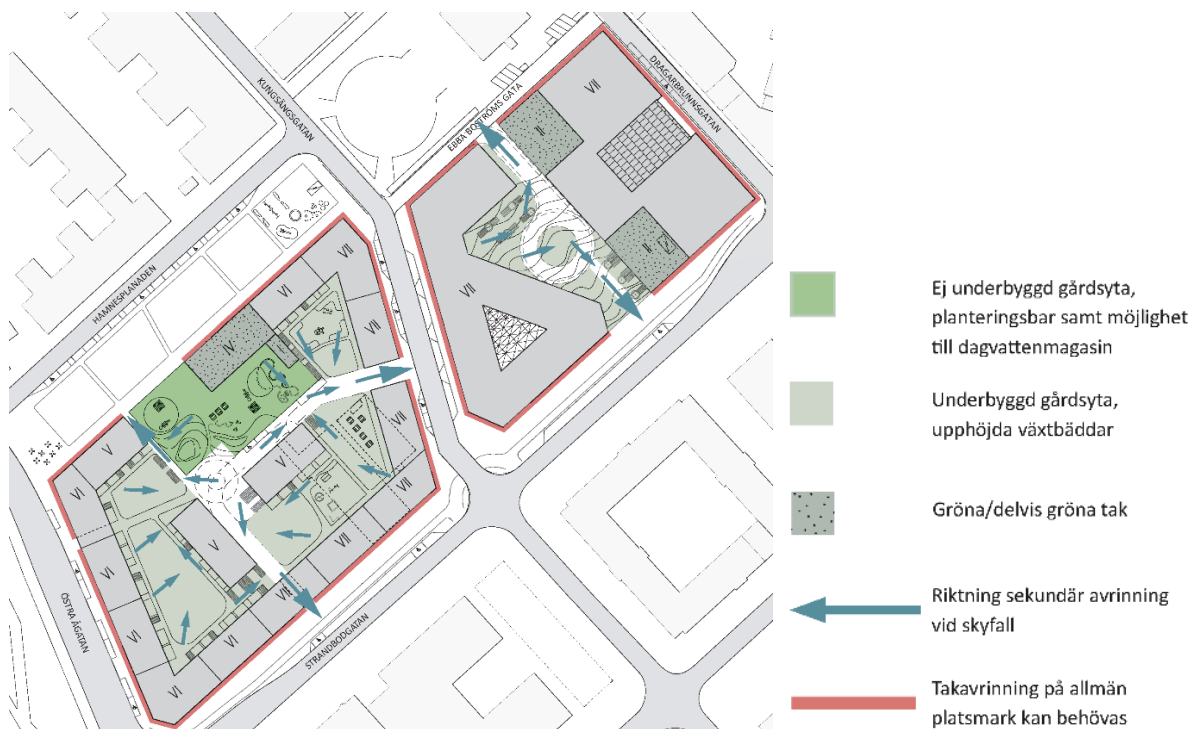 KUNGSÄNGSGATAN
EBBA BOSTRÖMS GATA
DRAGARBRUNNSGATAN
VII
II
II
VII
HAMNESPLANADEN
VII
VI
VII
IV
V
VI
V
VII
VII
VI
V
VII
VI
VII
VI
VI
VI
ÖSTRA ÅGATAN
STRANDBODGATAN
Ej underbyggd gårdsyta,
planteringsbar samt möjlighet
till dagvattenmagasin
Underbyggd gårdsyta,
upphöjda växtbäddar
Gröna/delvis gröna tak
Riktning sekundär avrinning
vid skyfall
Takavrinning på allmän
platsmark kan behövas